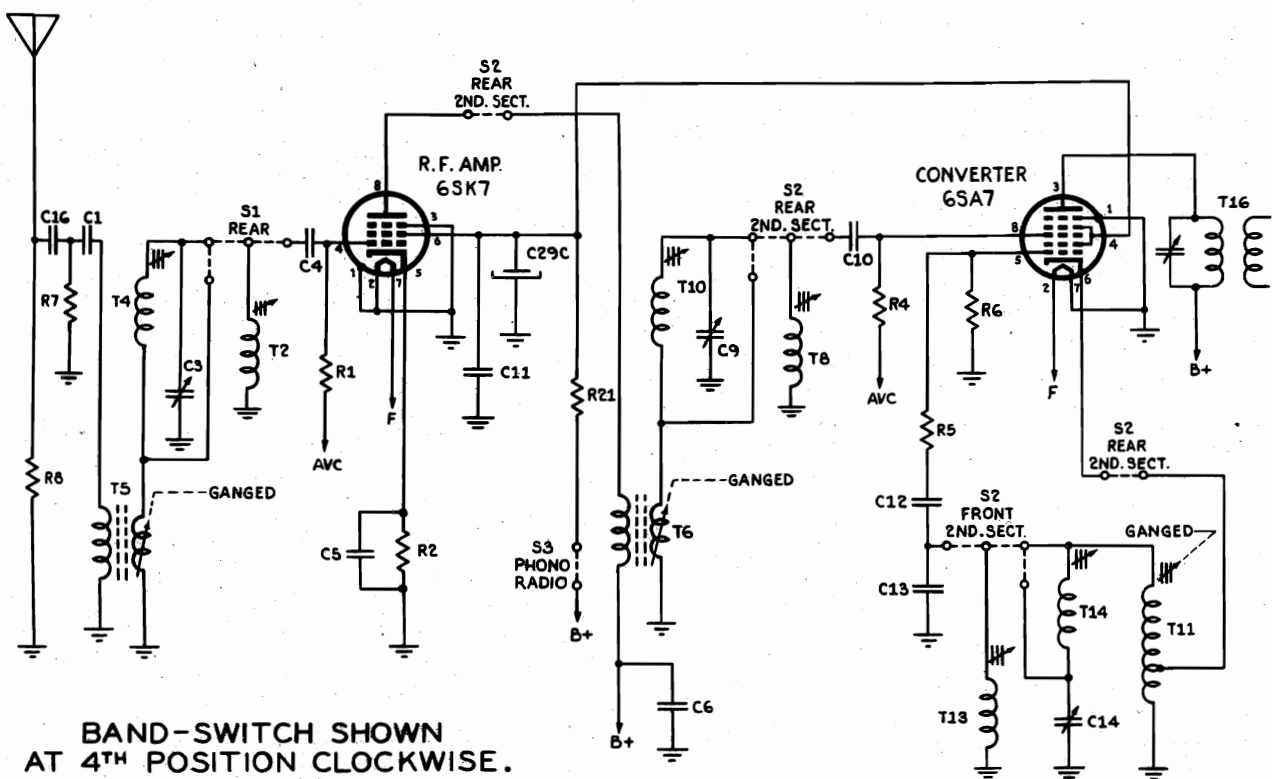 S2
REAR
2ND. SECT.
R.F. AMP.
6SK7
CONVERTER
6SA7
S1
REAR
S2
REAR
2ND. SECT.
C16
C1
C4
C29C
C10
T16
8
3
6
4
1
2
7
5
3
1
8
4
5
6
2
7
R7
T4
C3
T2
R1
F
AVC
C11
R21
T10
C9
T8
R4
AVC
R6
F
B+
R8
T5
GANGED
C5
R2
S3
PHONO
RADIO
B+
T6
R5
C12
C13
S2
FRONT
2ND. SECT.
S2
REAR
2ND. SECT.
GANGED
T14
T11
T13
C14
C6
B+
BAND-SWITCH SHOWN
AT 4TH POSITION CLOCKWISE.